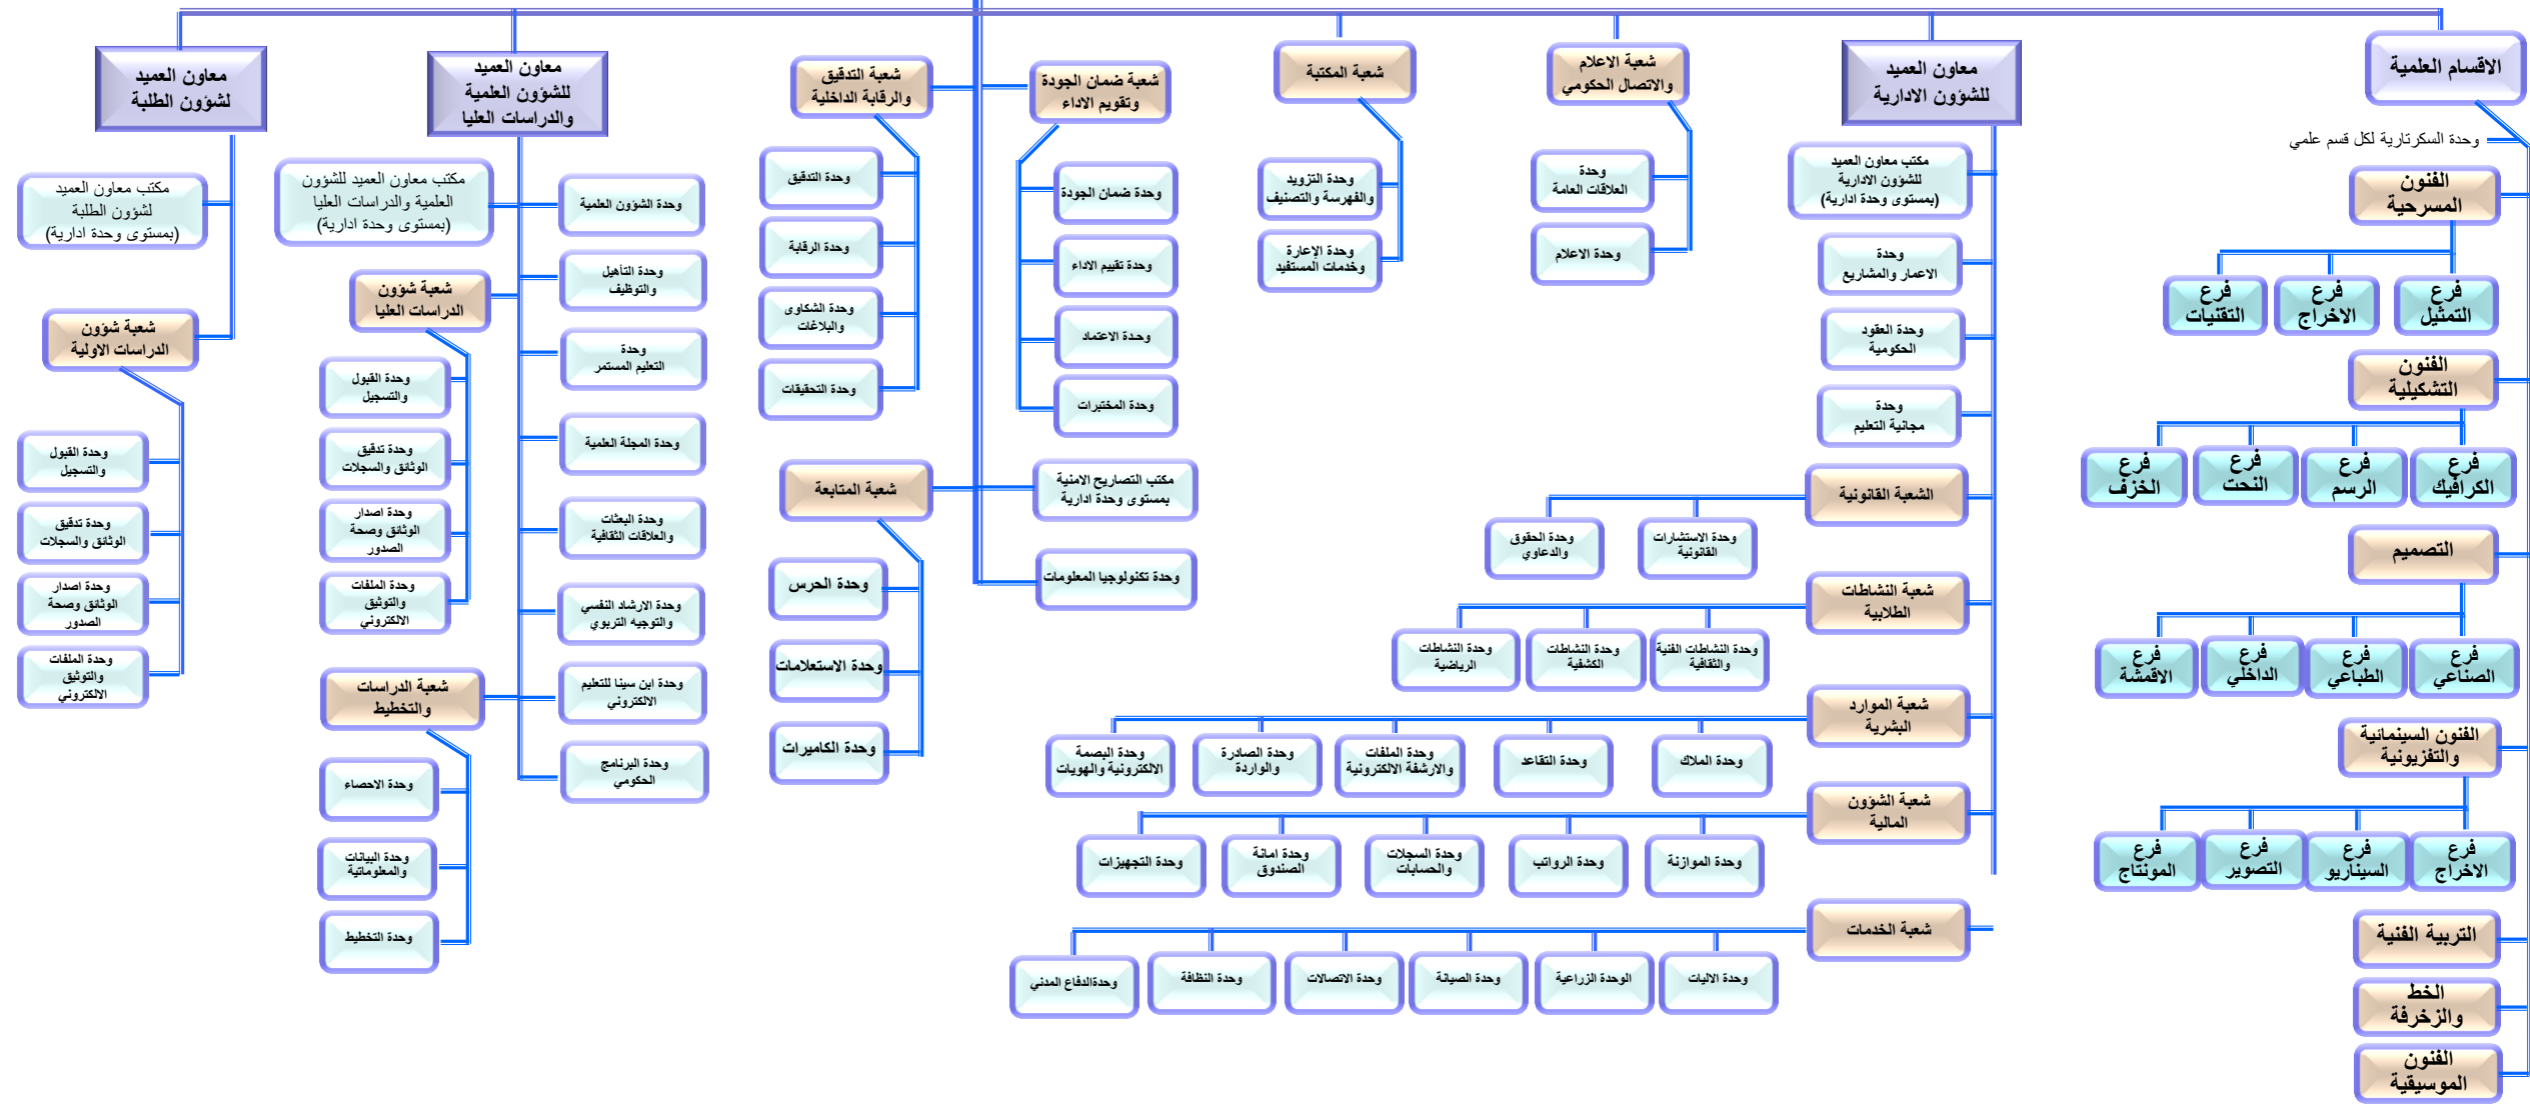 الاقسام العلمية
وحدة السكرتارية لكل قسم علمي
الفنون
المسرحية
فرع
التمثيل
فرع
الاخراج
فرع
التقنيات
الفنون
التشكيلية
فرع
الكرافيك
فرع
الرسم
فرع
النحت
فرع
الخزف
التصميم
فرع
الصناعي
فرع
الطباعي
فرع
الداخلي
فرع
الاقمشة
الفنون السينمائية
والتفزيونية
فرع
الاخراج
فرع
السيناريو
فرع
التصوير
فرع
المونتاج
التربية الفنية
الخط
والزخرفة
الفنون
الموسيقية
معاون العميد
للشؤون الادارية
مكتب معاون العميد
للشؤون الادارية
(بمستوى وحدة ادارية)
وحدة
الاعمار والمشاريع
وحدة العقود
الحكومية
وحدة
مجانية التعليم
الشعبة القانونية
وحدة الاستشارات
القانونية
وحدة الحقوق
والدعاوي
شعبة النشاطات
الطلابية
وحدة النشاطات الفنية
والثقافية
وحدة النشاطات
الكشفية
وحدة النشاطات
الرياضية
شعبة الموارد
البشرية
وحدة الملاك
وحدة التقاعد
وحدة الملفات
والارشفة الالكترونية
وحدة الصادرة
والواردة
وحدة البصمة
الالكترونية والهويات
شعبة الشؤون
المالية
وحدة الموازنة
وحدة الرواتب
وحدة السجلات
والحسابات
وحدة امانة
الصندوق
وحدة التجهيزات
شعبة الخدمات
وحدة الاليات
الوحدة الزراعية
وحدة الصيانة
وحدة الاتصالات
وحدة النظافة
وحدةالدفاع المدني
شعبة الاعلام
والاتصال الحكومي
وحدة
العلاقات العامة
وحدة الاعلام
شعبة المكتبة
وحدة التزويد
والفهرسة والتصنيف
وحدة الإعارة
وخدمات المستفيد
شعبة ضمان الجودة
وتقويم الاداء
وحدة ضمان الجودة
وحدة تقييم الاداء
وحدة الاعتماد
وحدة المختبرات
مكتب التصاريح الامنية
بمستوى وحدة ادارية
وحدة تكنولوجيا المعلومات
شعبة التدقيق
والرقابة الداخلية
وحدة التدقيق
وحدة الرقابة
وحدة الشكاوى
والبلاغات
وحدة التحقيقات
شعبة المتابعة
وحدة الحرس
وحدة الاستعلامات
وحدة الكاميرات
معاون العميد
للشؤون العلمية
والدراسات العليا
وحدة الشؤون العلمية
وحدة التأهيل
والتوظيف
وحدة
التعليم المستمر
وحدة المجلة العلمية
وحدة البعثات
والعلاقات الثقافية
وحدة الارشاد النفسي
والتوجيه التربوي
وحدة ابن سينا للتعليم
الالكتروني
وحدة البرنامج
الحكومي
مكتب معاون العميد للشؤون
العلمية والدراسات العليا
(بمستوى وحدة ادارية)
شعبة شؤون
الدراسات العليا
وحدة القبول
والتسجيل
وحدة تدقيق
الوثائق والسجلات
وحدة اصدار
الوثائق وصحة
الصدور
وحدة الملفات
والتوثيق
الالكتروني
شعبة الدراسات
والتخطيط
وحدة الاحصاء
وحدة البيانات
والمعلوماتية
وحدة التخطيط
معاون العميد
لشؤون الطلبة
مكتب معاون العميد
لشؤون الطلبة
(بمستوى وحدة ادارية)
شعبة شؤون
الدراسات الاولية
وحدة القبول
والتسجيل
وحدة تدقيق
الوثائق والسجلات
وحدة اصدار
الوثائق وصحة
الصدور
وحدة الملفات
والتوثيق
الالكتروني